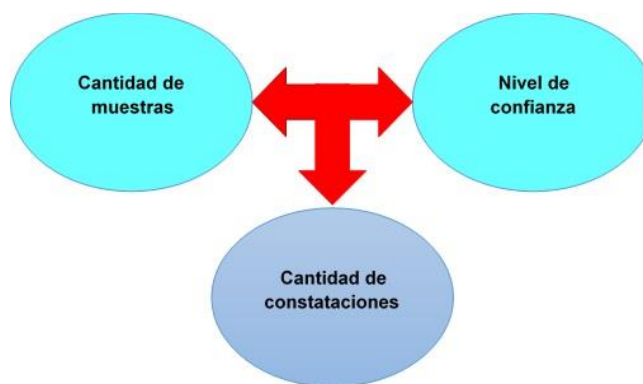 Cantidad de
muestras
Nivel de
confianza
Cantidad de
constataciones